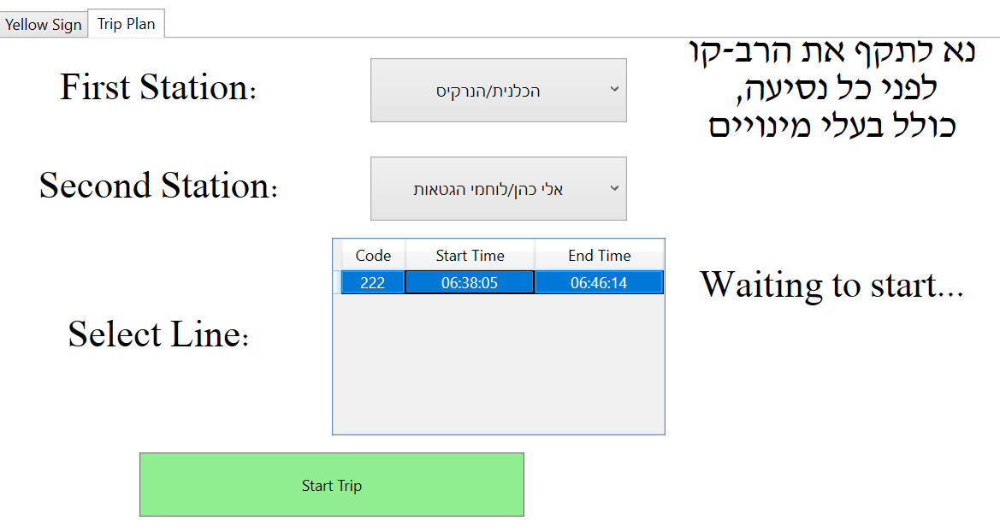 Yellow Sign
Trip Plan
First Station:
הכלנית/הנרקיס
נא לתקף את הרב-קו
לפני כל נסיעה,
כולל בעלי מינויים
Second Station:
אלי כהן/לוחמי הגטאות
Code Start Time End Time
222 06:38:05 06:46:14
Waiting to start...
Select Line:
Start Trip